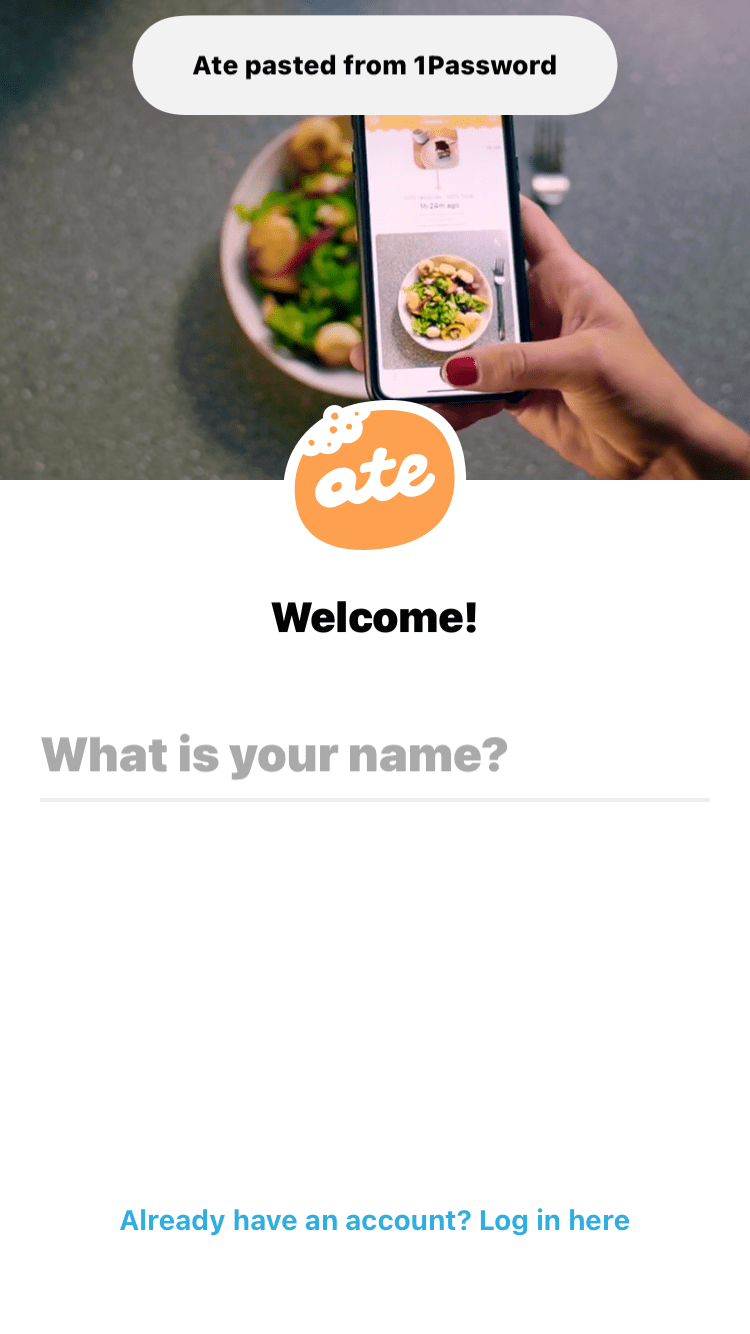 Ate pasted from 1Password
1h 24m ago
ate
Welcome!
What is your name?
Already have an account? Log in here